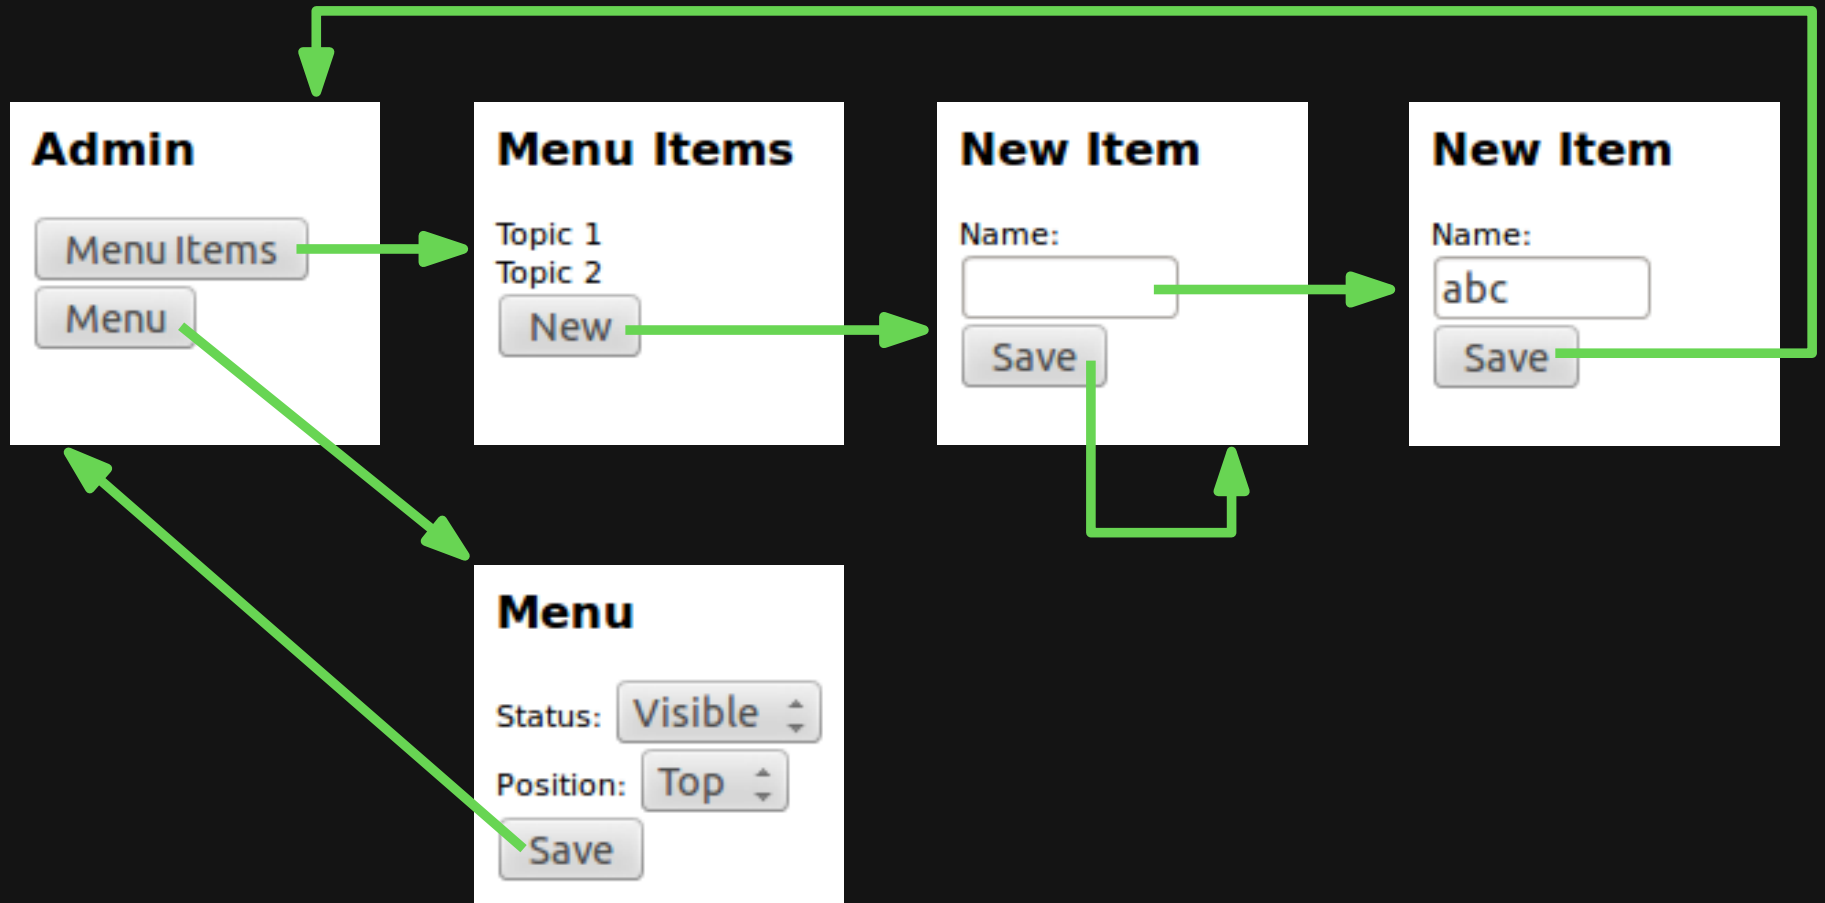 Admin
Menu Items
Menu
Menu Items
Topic 1
Topic 2
New
New Item
Name:
Save
New Item
Name:
abc
Save
Menu
Status: Visible
Position: Top
Save